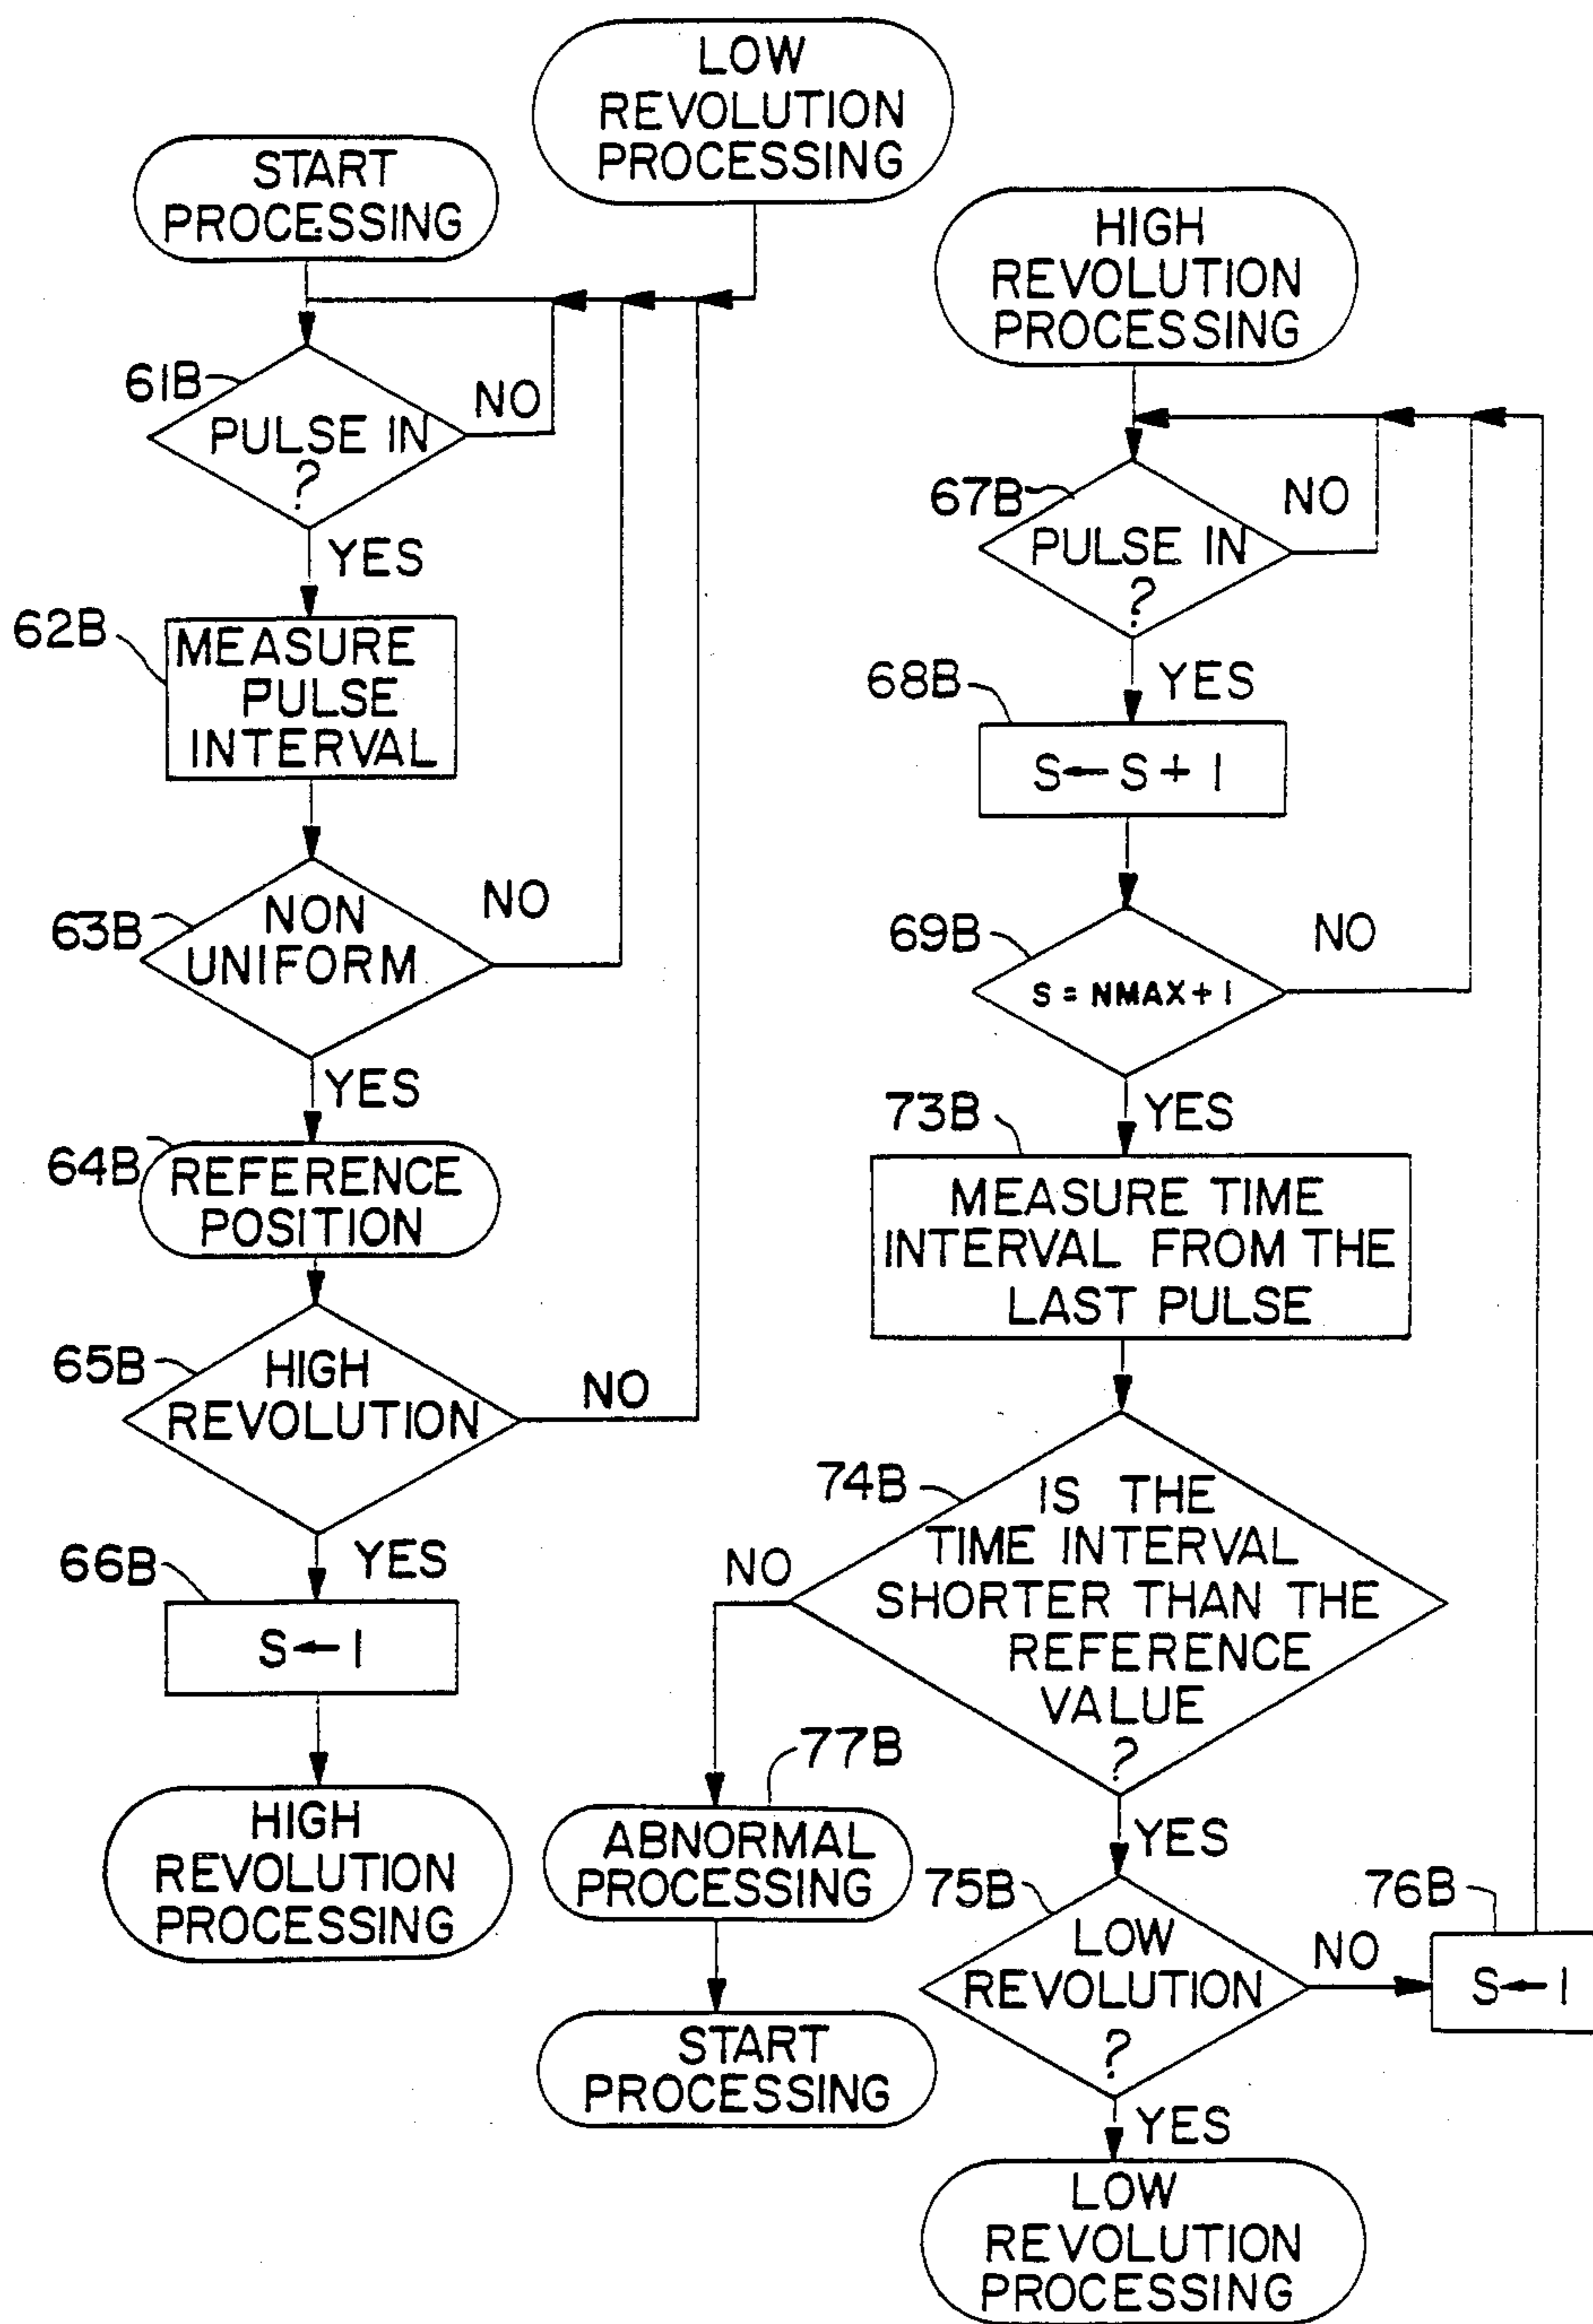 START
PROCESSING
LOW
REVOLUTION
PROCESSING
61B
PULSE IN
?
NO
YES
62B
MEASURE
PULSE
INTERVAL
63B
NON
UNIFORM
NO
YES
64B
REFERENCE
POSITION
65B
HIGH
REVOLUTION
NO
YES
66B
S←1
HIGH
REVOLUTION
PROCESSING
HIGH
REVOLUTION
PROCESSING
67B
PULSE IN
?
NO
YES
68B
S←S+1
69B
S=NMAX+1
NO
YES
73B
MEASURE TIME
INTERVAL FROM THE
LAST PULSE
74B
IS THE
TIME INTERVAL
SHORTER THAN THE
REFERENCE
VALUE
?
NO
YES
77B
ABNORMAL
PROCESSING
START
PROCESSING
75B
LOW
REVOLUTION
?
NO
76B
S←1
YES
LOW
REVOLUTION
PROCESSING